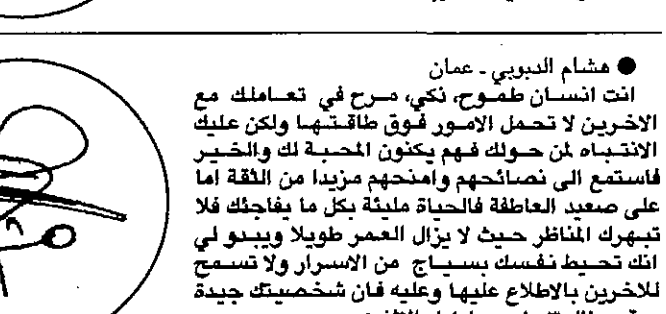 ● هشام الدبوبي ـ عمان
انت انسان طموح، ذكي، مرح في تعاملك مع
الاخرين لا تحمل الامور فوق طاقتها ولكن عليك
الانتباه لمن حولك فهم يكنون المحبة لك والخير
فاستمع الى نصائحهم وامنحهم مزيدا من الثقة اما
على صعيد العاطفة فالحياة مليئة بكل ما يفاجئك فلا
تبهرك المناظر حيث لا يزال العمر طويلا ويبدو لي
انك تحيط نفسك بسياج من الاسرار ولا تسمح
للاخرين بالاطلاع عليها وعليه فان شخصيتك جيدة